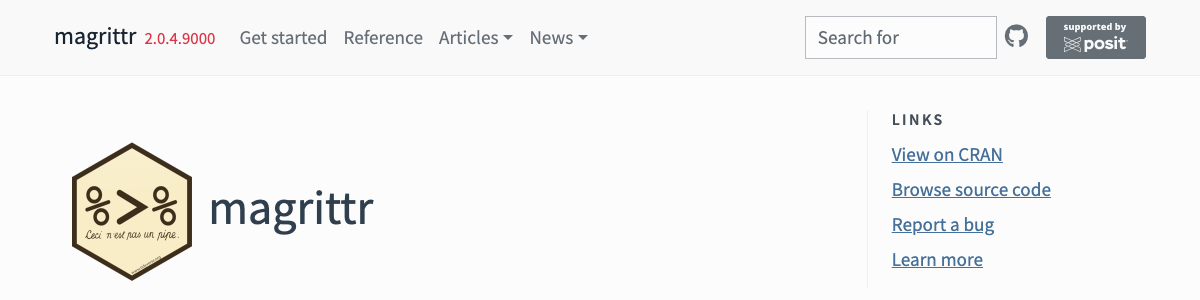 magrittr 2.0.4.9000 Get started Reference Articles News Search for supported by posit
LINKS
View on CRAN
Browse source code
Report a bug
Learn more
%>%
Ceci n'est pas un pipe.
magrittr